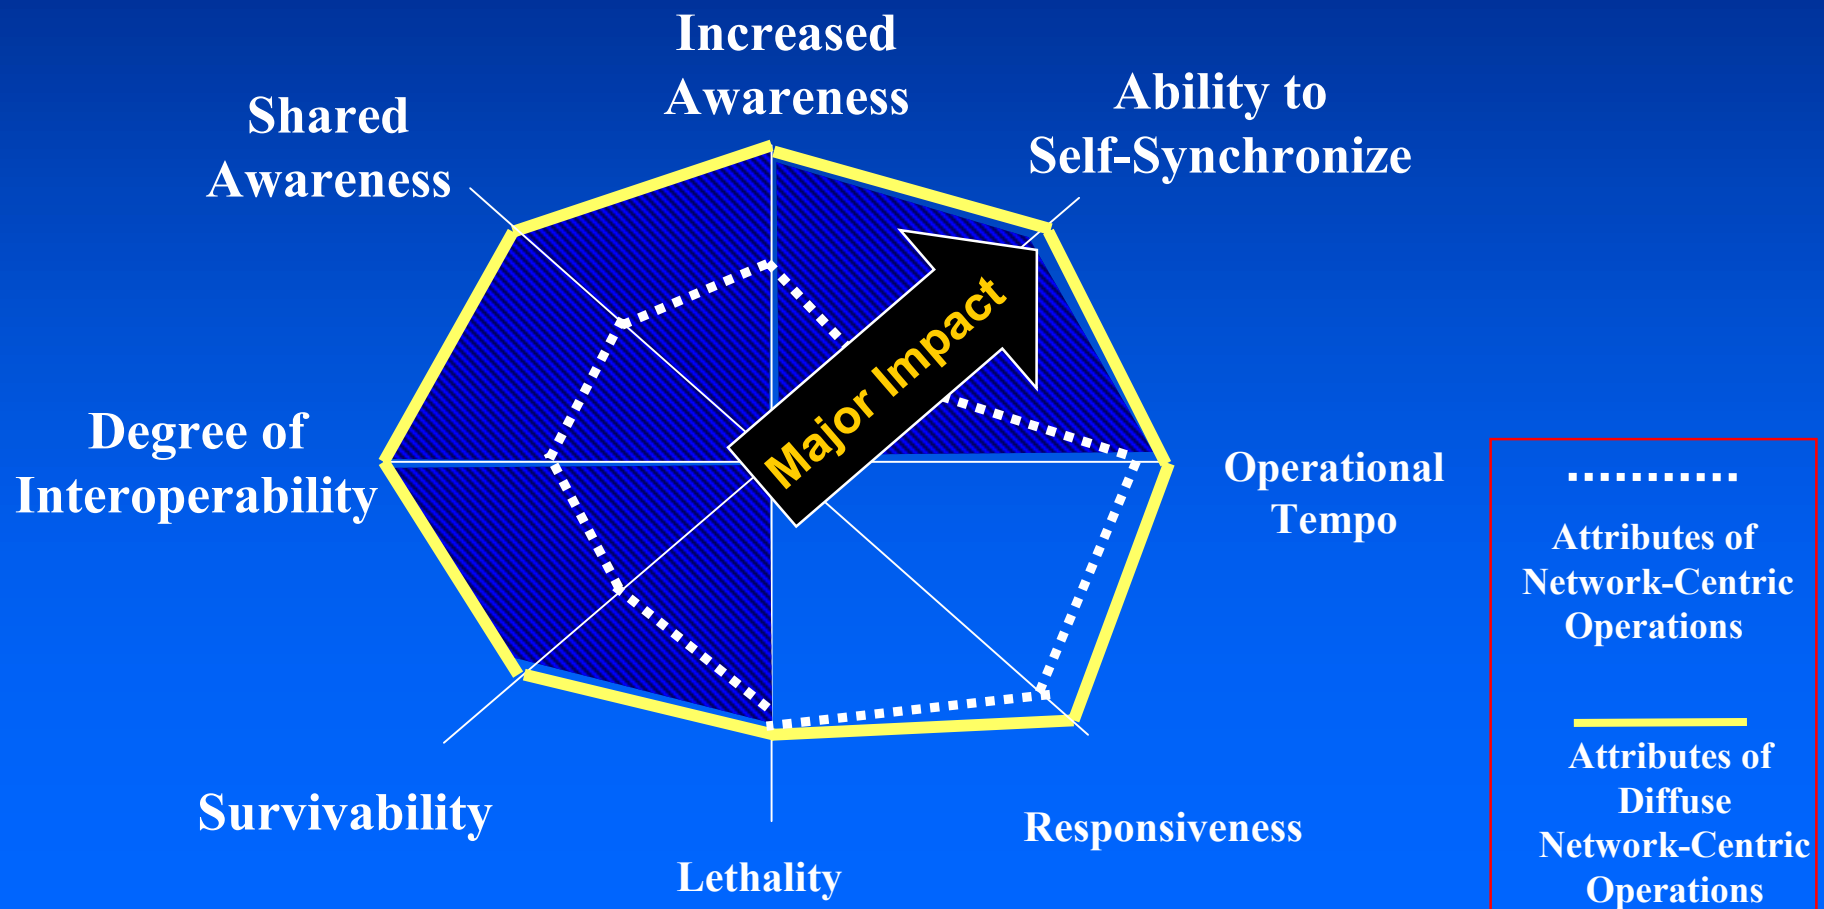 Increased
Awareness
Ability to
Self-Synchronize
Shared
Awareness
Major Impact
Degree of
Interoperability
Operational
Tempo
Survivability
Responsiveness
Lethality
Attributes of
Network-Centric
Operations
Attributes of
Diffuse
Network-Centric
Operations